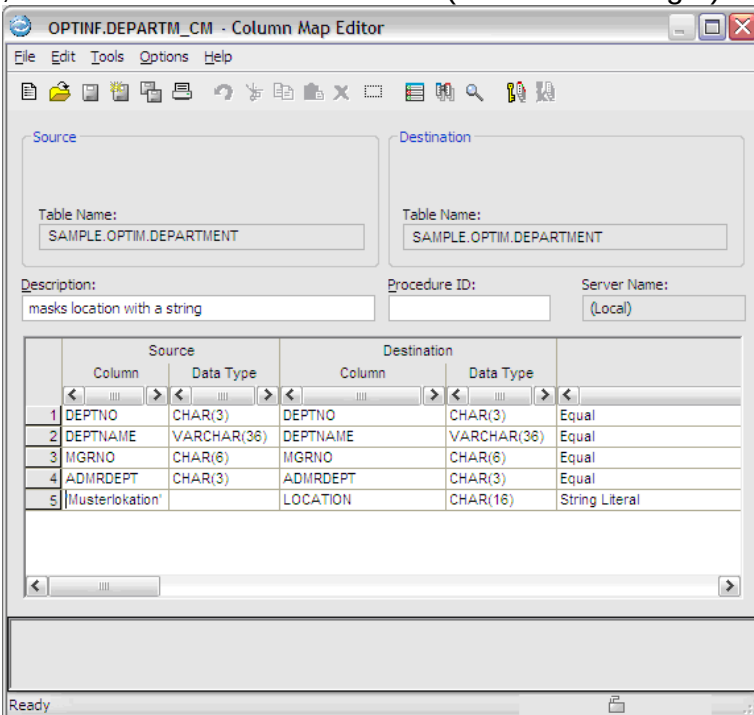 OPTINF.DEPARTM_CM - Column Map Editor
File Edit Tools Options Help
Source Destination
Table Name: Table Name:
SAMPLE.OPTIM.DEPARTMENT SAMPLE.OPTIM.DEPARTMENT
Description: Procedure ID: Server Name:
masks location with a string (Local)
Source Destination
Column Data Type Column Data Type
1 DEPTNO CHAR(3) DEPTNO CHAR(3) Equal
2 DEPTNAME VARCHAR(36) DEPTNAME VARCHAR(36) Equal
3 MGRNO CHAR(6) MGRNO CHAR(6) Equal
4 ADMRDEPT CHAR(3) ADMRDEPT CHAR(3) Equal
5 'Musterlokation' LOCATION CHAR(16) String Literal
Ready